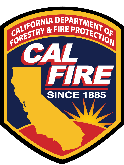 CALIFORNIA DEPARTMENT OF
FORESTRY & FIRE PROTECTION
CAL
FIRE
SINCE 1885